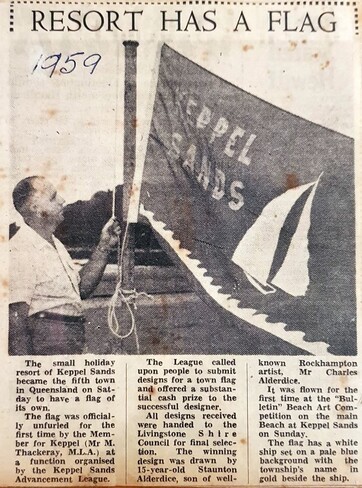 RESORT HAS A FLAG
1959
KEPPEL
SANDS
The small holiday
resort of Keppel Sands
became the fifth town
in Queensland on Sat-
day to have a flag of
its own.
The flag was official-
ly unfurled for the
first time by the Mem-
ber for Keppel (Mr M.
Thackeray, M.L.A.) at
a function organised
by the Keppel Sands
Advancement League.
The League called
upon people to submit
designs for a town flag
and offered a substan-
tial cash prize to the
successful designer.
All designs received
were handed to the
Livingstone Shire
Council for final selec-
tion. The winning
design was drawn by
15-year-old Staunton
Alderdice, son of well-
known Rockhampton
artist, Mr Charles
Alderdice.
It was flown for the
first time at the "Bul-
letin" Beach Art Com-
petition on the main
Beach at Keppel Sands
on Sunday.
The flag has a white
ship set on a pale blue
background with the
township's name in
gold beside the ship.